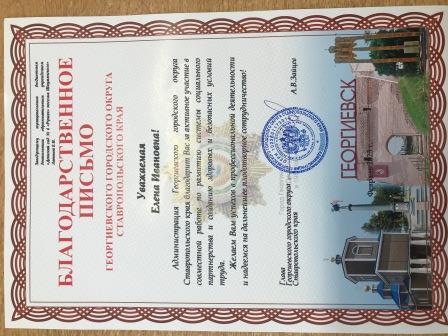 БЛАГОДАРСТВЕННОЕ
ПИСЬМО
ГЕОРГИЕВСКОГО ГОРОДСКОГО ОКРУГА
СТАВРОПОЛЬСКОГО КРАЯ
Уважаемая
Елена Ивановна!
Администрация Георгиевского городского округа
Ставропольского края благодарит Вас за активное участие в
совместной работе по развитию системы социального
партнерства и созданию здоровых и безопасных условий
труда.
Желаем Вам успехов в профессиональной деятельности
и надеемся на дальнейшее плодотворное сотрудничество!
Глава
Георгиевского городского округа
Ставропольского края
А.В.Зайцев
ГЕОРГИЕВСК